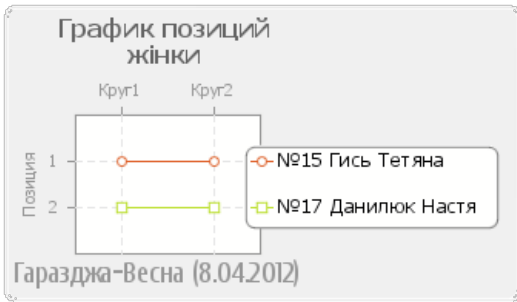 График позиций
жінки
Круг1 Круг2
Позиция
1
2
№15 Гись Тетяна
№17 Данилюк Настя
Гаразджа-Весна (8.04.2012)